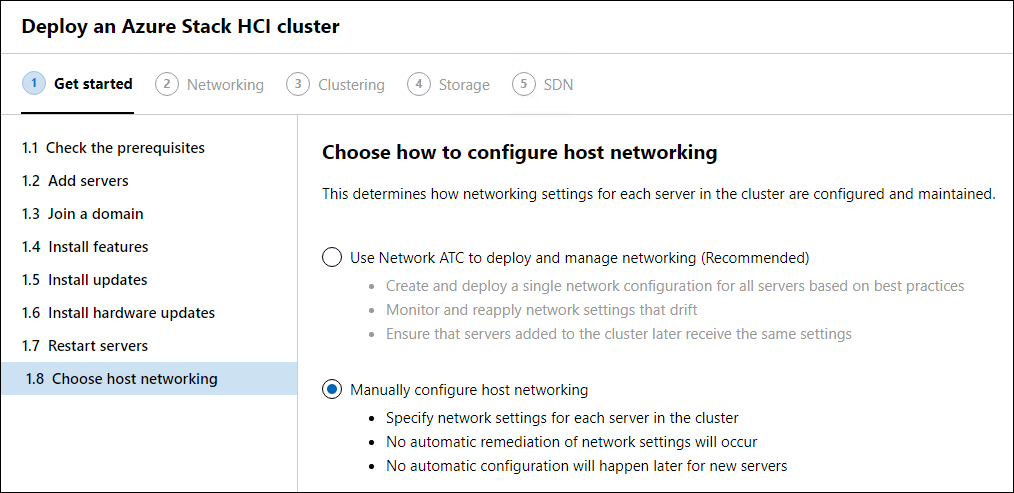 Deploy an Azure Stack HCI cluster
1 Get started 2 Networking 3 Clustering 4 Storage 5 SDN
1.1 Check the prerequisites
1.2 Add servers
1.3 Join a domain
1.4 Install features
1.5 Install updates
1.6 Install hardware updates
1.7 Restart servers
1.8 Choose host networking
Choose how to configure host networking
This determines how networking settings for each server in the cluster are configured and maintained.
Use Network ATC to deploy and manage networking (Recommended)
• Create and deploy a single network configuration for all servers based on best practices
• Monitor and reapply network settings that drift
• Ensure that servers added to the cluster later receive the same settings
Manually configure host networking
• Specify network settings for each server in the cluster
• No automatic remediation of network settings will occur
• No automatic configuration will happen later for new servers